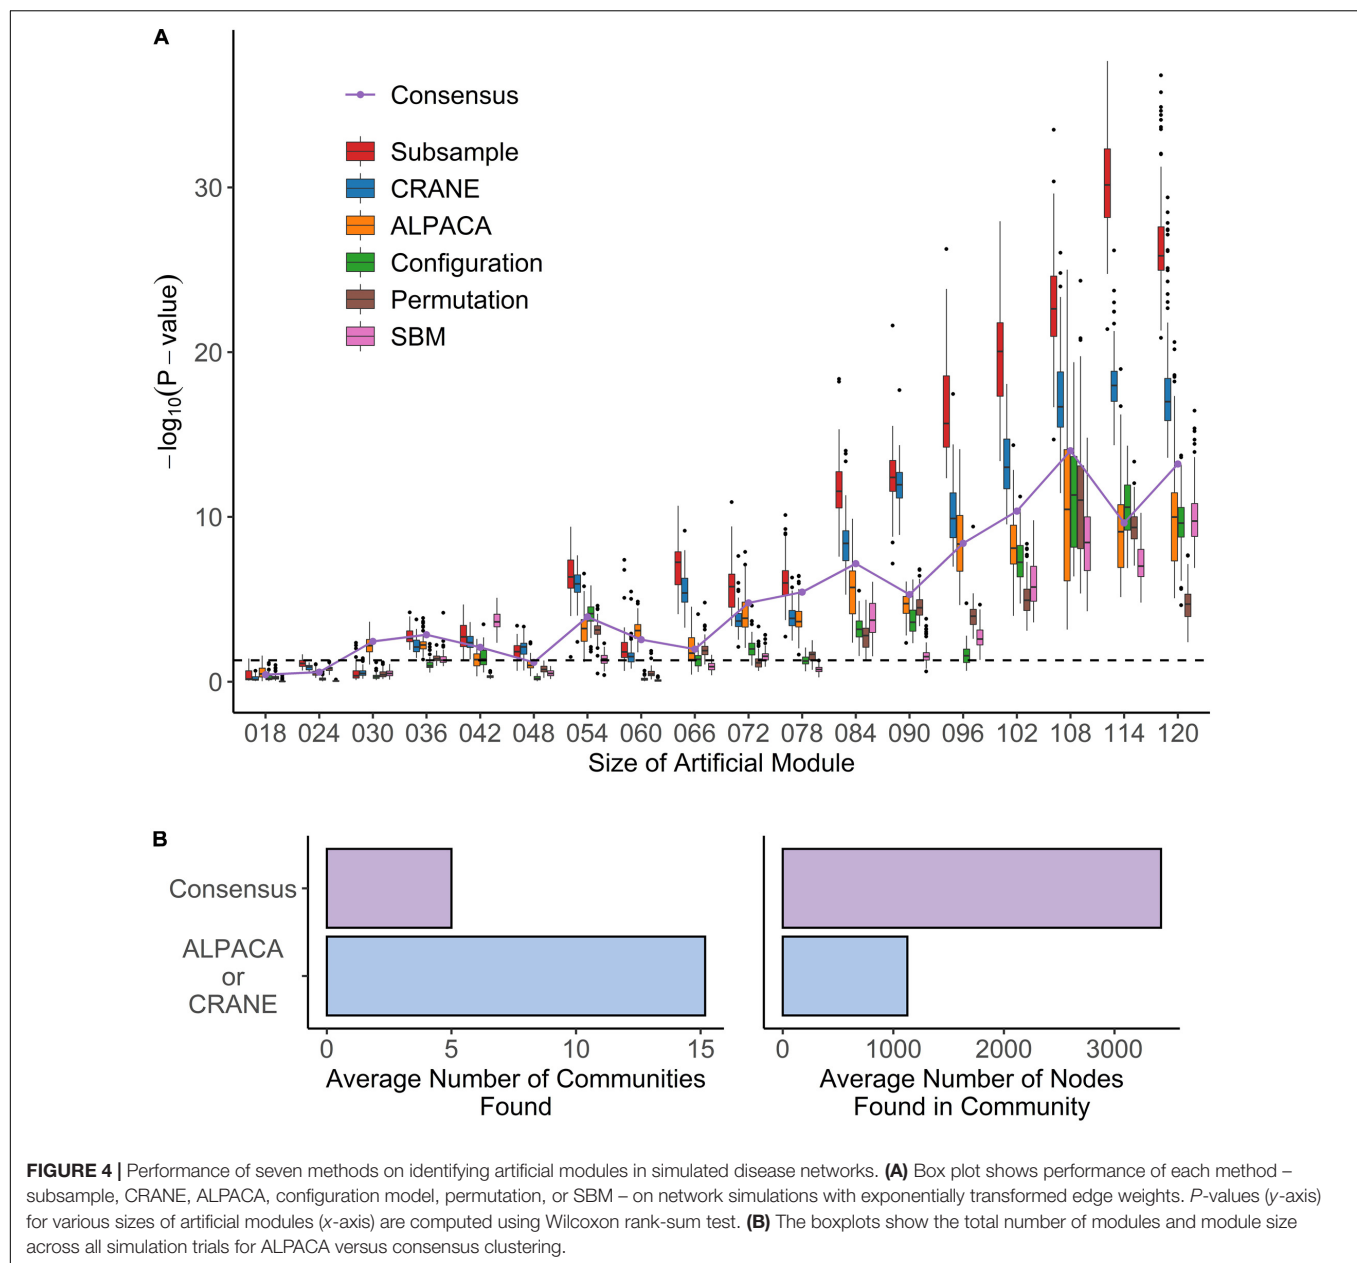 A
Consensus
Subsample
CRANE
ALPACA
Configuration
Permutation
SBM
−log10(P−value)
30
20
10
0
018 024 030 036 042 048 054 060 066 072 078 084 090 096 102 108 114 120
Size of Artificial Module
B
Consensus
ALPACA
or
CRANE
0 5 10 15
Average Number of Communities
Found
0 1000 2000 3000
Average Number of Nodes
Found in Community
FIGURE 4 | Performance of seven methods on identifying artificial modules in simulated disease networks. (A) Box plot shows performance of each method –
subsample, CRANE, ALPACA, configuration model, permutation, or SBM – on network simulations with exponentially transformed edge weights. P-values (y-axis)
for various sizes of artificial modules (x-axis) are computed using Wilcoxon rank-sum test. (B) The boxplots show the total number of modules and module size
across all simulation trials for ALPACA versus consensus clustering.